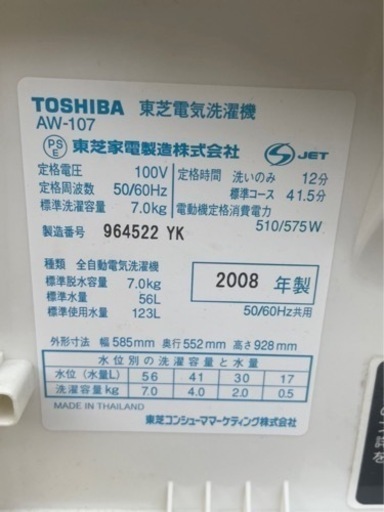 TOSHIBA 東芝電気洗濯機
AW-107
PS E 東芝家電製造株式会社 S JET
定格電圧 100V 定格時間 洗いのみ 12分
定格周波数 50/60Hz 標準コース 41.5分
標準洗濯容量 7.0kg 電動機定格消費電力
510/575W
製造番号 964522 YK
種類 全自動電気洗濯機
標準脱水容量 7.0kg 2008 年製
標準水量 56L
標準使用水量 123L 50/60Hz共用
外形寸法 幅585mm 奥行552mm 高さ928mm
水位別の洗濯容量と水量
水位(水量L) 56 41 30 17
洗濯容量kg 7.0 4.0 2.0 0.5
MADE IN THAILAND
東芝コンシューママーケティング株式会社